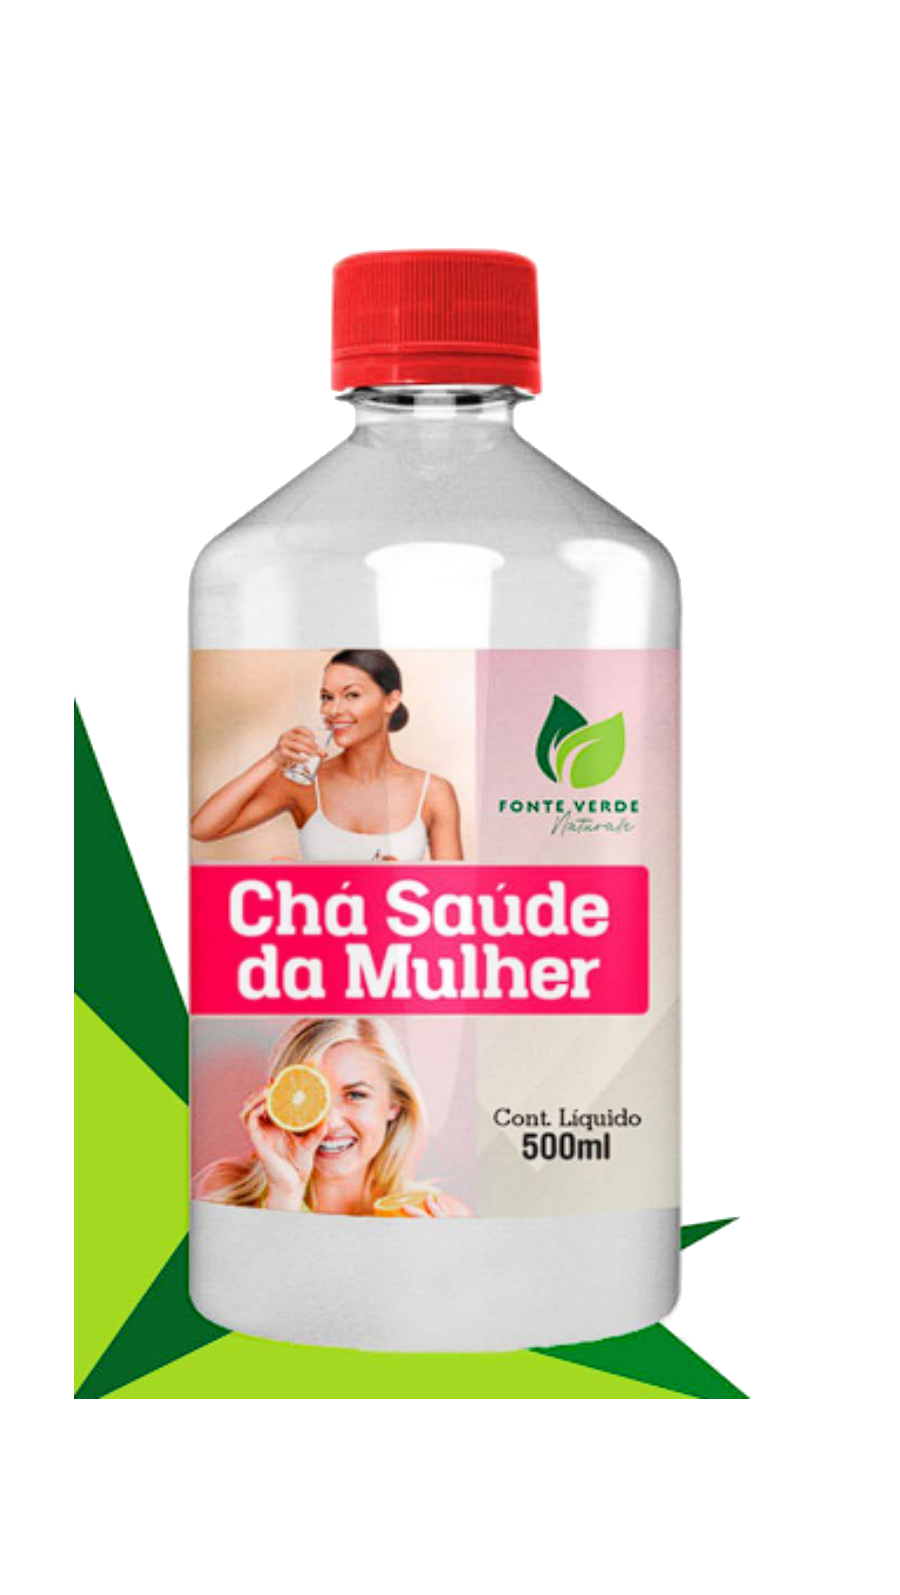 FONTE VERDE
Naturale
Chá Saúde
da Mulher
Cont. Líquido
500ml